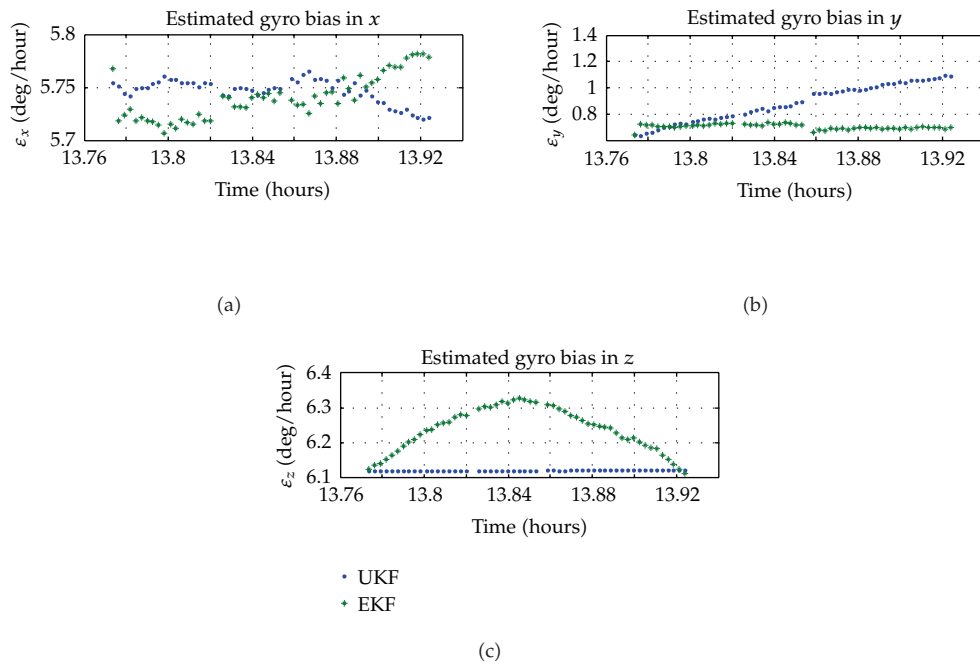 Estimated gyro bias in x
5.8
5.75
5.7
εx (deg/hour)
13.76 13.8 13.84 13.88 13.92
Time (hours)
(a)
Estimated gyro bias in y
1.4
1.2
1
0.8
εy (deg/hour)
13.76 13.8 13.84 13.88 13.92
Time (hours)
(b)
Estimated gyro bias in z
6.4
6.3
6.2
6.1
εz (deg/hour)
13.76 13.8 13.84 13.88 13.92
Time (hours)
UKF
EKF
(c)